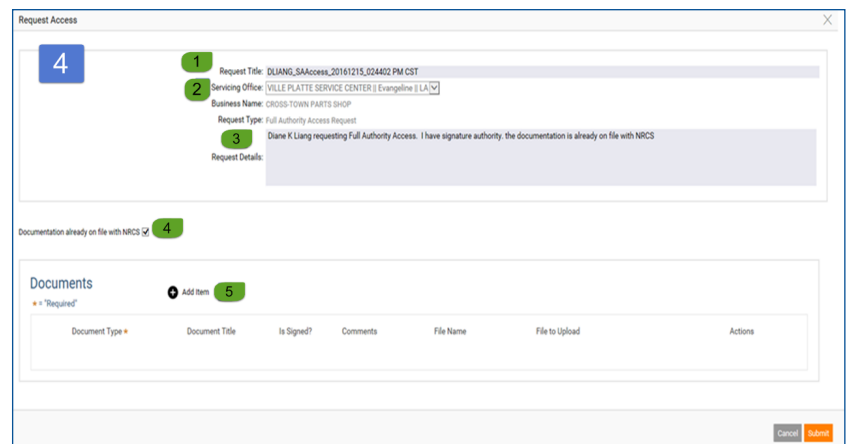 Request Access
X
4
1
Request Title: DLIANG_SAAccess_20161215_024402 PM CST
2
Servicing Office: VILLE PLATTE SERVICE CENTER || Evangeline || LA
Business Name: CROSS-TOWN PARTS SHOP
Request Type: Full Authority Access Request
3
Diane K Liang requesting Full Authority Access. I have signature authority. the documentation is already on file with NRCS
Request Details:
Documentation already on file with NRCS
4
Documents
Add Item
5
* = "Required"
Document Type * Document Title Is Signed? Comments File Name File to Upload Actions
Cancel Submit